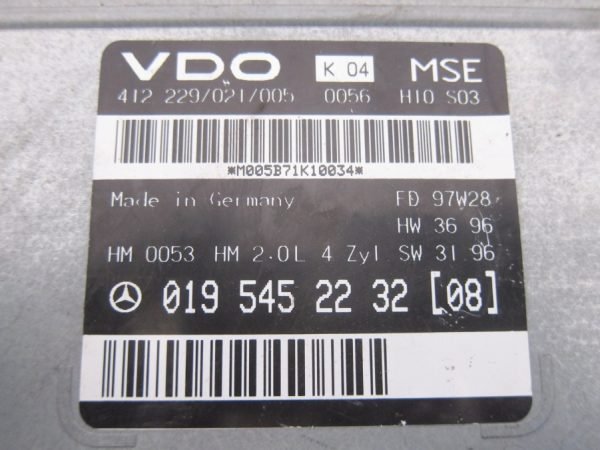 VDO K 04 MSE
412 229/021/005 0056 H10 S03
*M005B71K10034*
Made in Germany FD 97W28
HW 36 96
HM 0053 HM 2.0L 4 Zyl SW 31 96
019 545 22 32 [08]